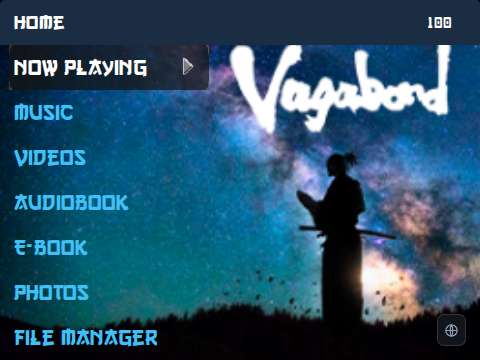 HOME
100
NOW PLAYING
Vagabond
MUSIC
VIDEOS
AUDIOBOOK
E-BOOK
PHOTOS
FILE MANAGER